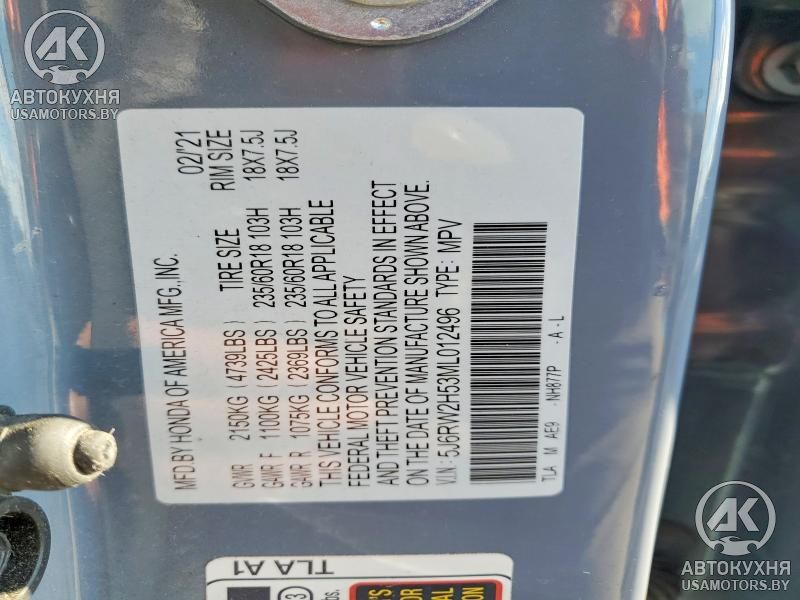 АВТОКУХНЯ
USAMOTORS.BY
MFD.BY HONDA OF AMERICA MFG.,INC. 02/'21
GVWR 2150KG ( 4739LBS ) TIRE SIZE RIM SIZE
GAWR F 1100KG ( 2425LBS ) 235/60R18 103H 18X7.5J
GAWR R 1075KG ( 2369LBS ) 235/60R18 103H 18X7.5J
THIS VEHICLE CONFORMS TO ALL APPLICABLE
FEDERAL MOTOR VEHICLE SAFETY
AND THEFT PREVENTION STANDARDS IN EFFECT
ON THE DATE OF MANUFACTURE SHOWN ABOVE.
V.I.N.: 5J6RW2H53ML012496 TYPE: MPV
TLA M AE9 -NH877P -A -L
TLA A1
АВТОКУХНЯ
USAMOTORS.BY